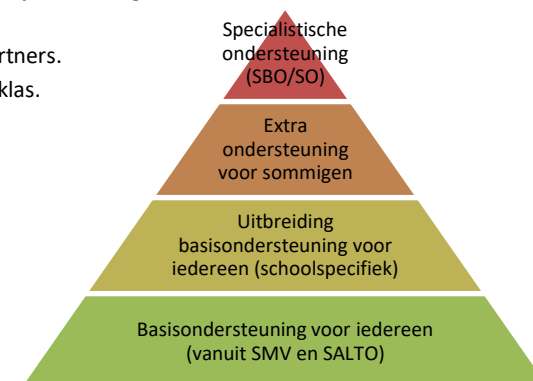 rtners.
klas.
Specialistische
ondersteuning
(SBO/SO)
Extra
ondersteuning
voor sommigen
Uitbreiding
basisondersteuning voor
iedereen (schoolspecifiek)
Basisondersteuning voor iedereen
(vanuit SMV en SALTO)